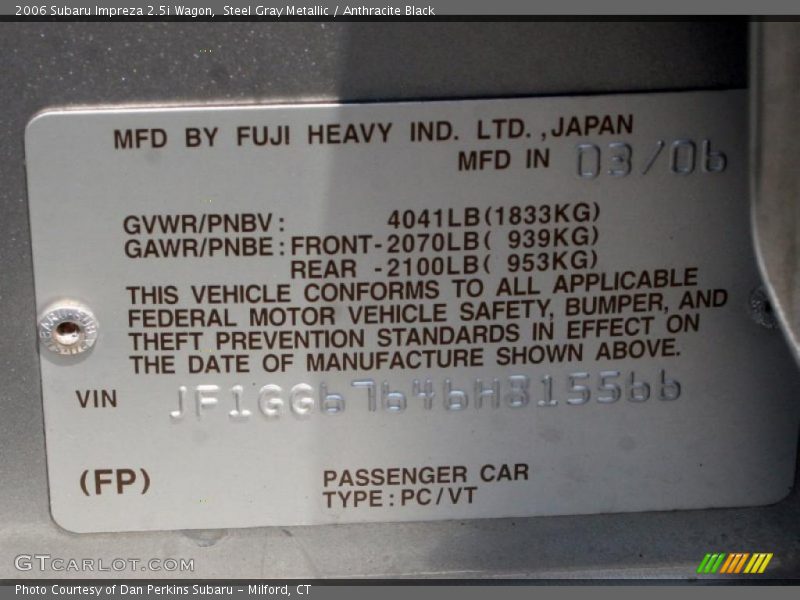 2006 Subaru Impreza 2.5i Wagon, Steel Gray Metallic / Anthracite Black
MFD BY FUJI HEAVY IND. LTD.,JAPAN
MFD IN 03/06
GVWR/PNBV: 4041LB(1833KG)
GAWR/PNBE:FRONT-2070LB( 939KG)
REAR -2100LB( 953KG)
THIS VEHICLE CONFORMS TO ALL APPLICABLE
FEDERAL MOTOR VEHICLE SAFETY, BUMPER, AND
THEFT PREVENTION STANDARDS IN EFFECT ON
THE DATE OF MANUFACTURE SHOWN ABOVE.
VIN JF1GG67646H815566
(FP) PASSENGER CAR
TYPE:PC/VT
GTCARLOT.COM
Photo Courtesy of Dan Perkins Subaru - Milford, CT